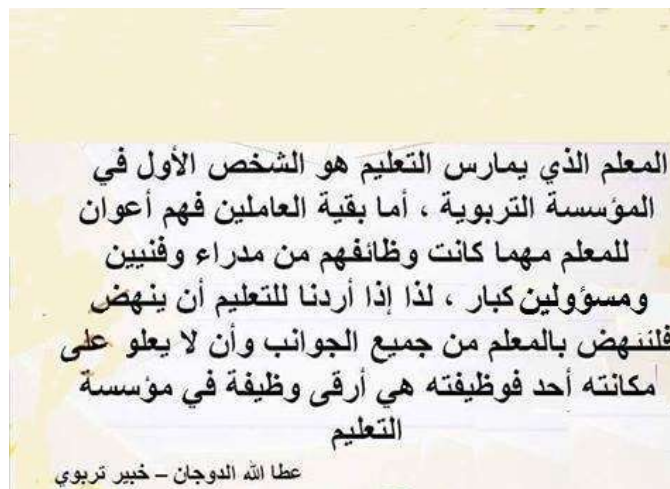 المعلم الذي يمارس التعليم هو الشخص الأول في
المؤسسة التربوية ، أما بقية العاملين فهم أعوان
للمعلم مهما كانت وظائفهم من مدراء وفنيين
ومسؤولين كبار ، لذا إذا أردنا للتعليم أن ينهض
فلننهض بالمعلم من جميع الجوانب وأن لا يعلو على
مكانته أحد فوظيفته هي أرقى وظيفة في مؤسسة
التعليم
عطا الله الدوجان – خبير تربوي